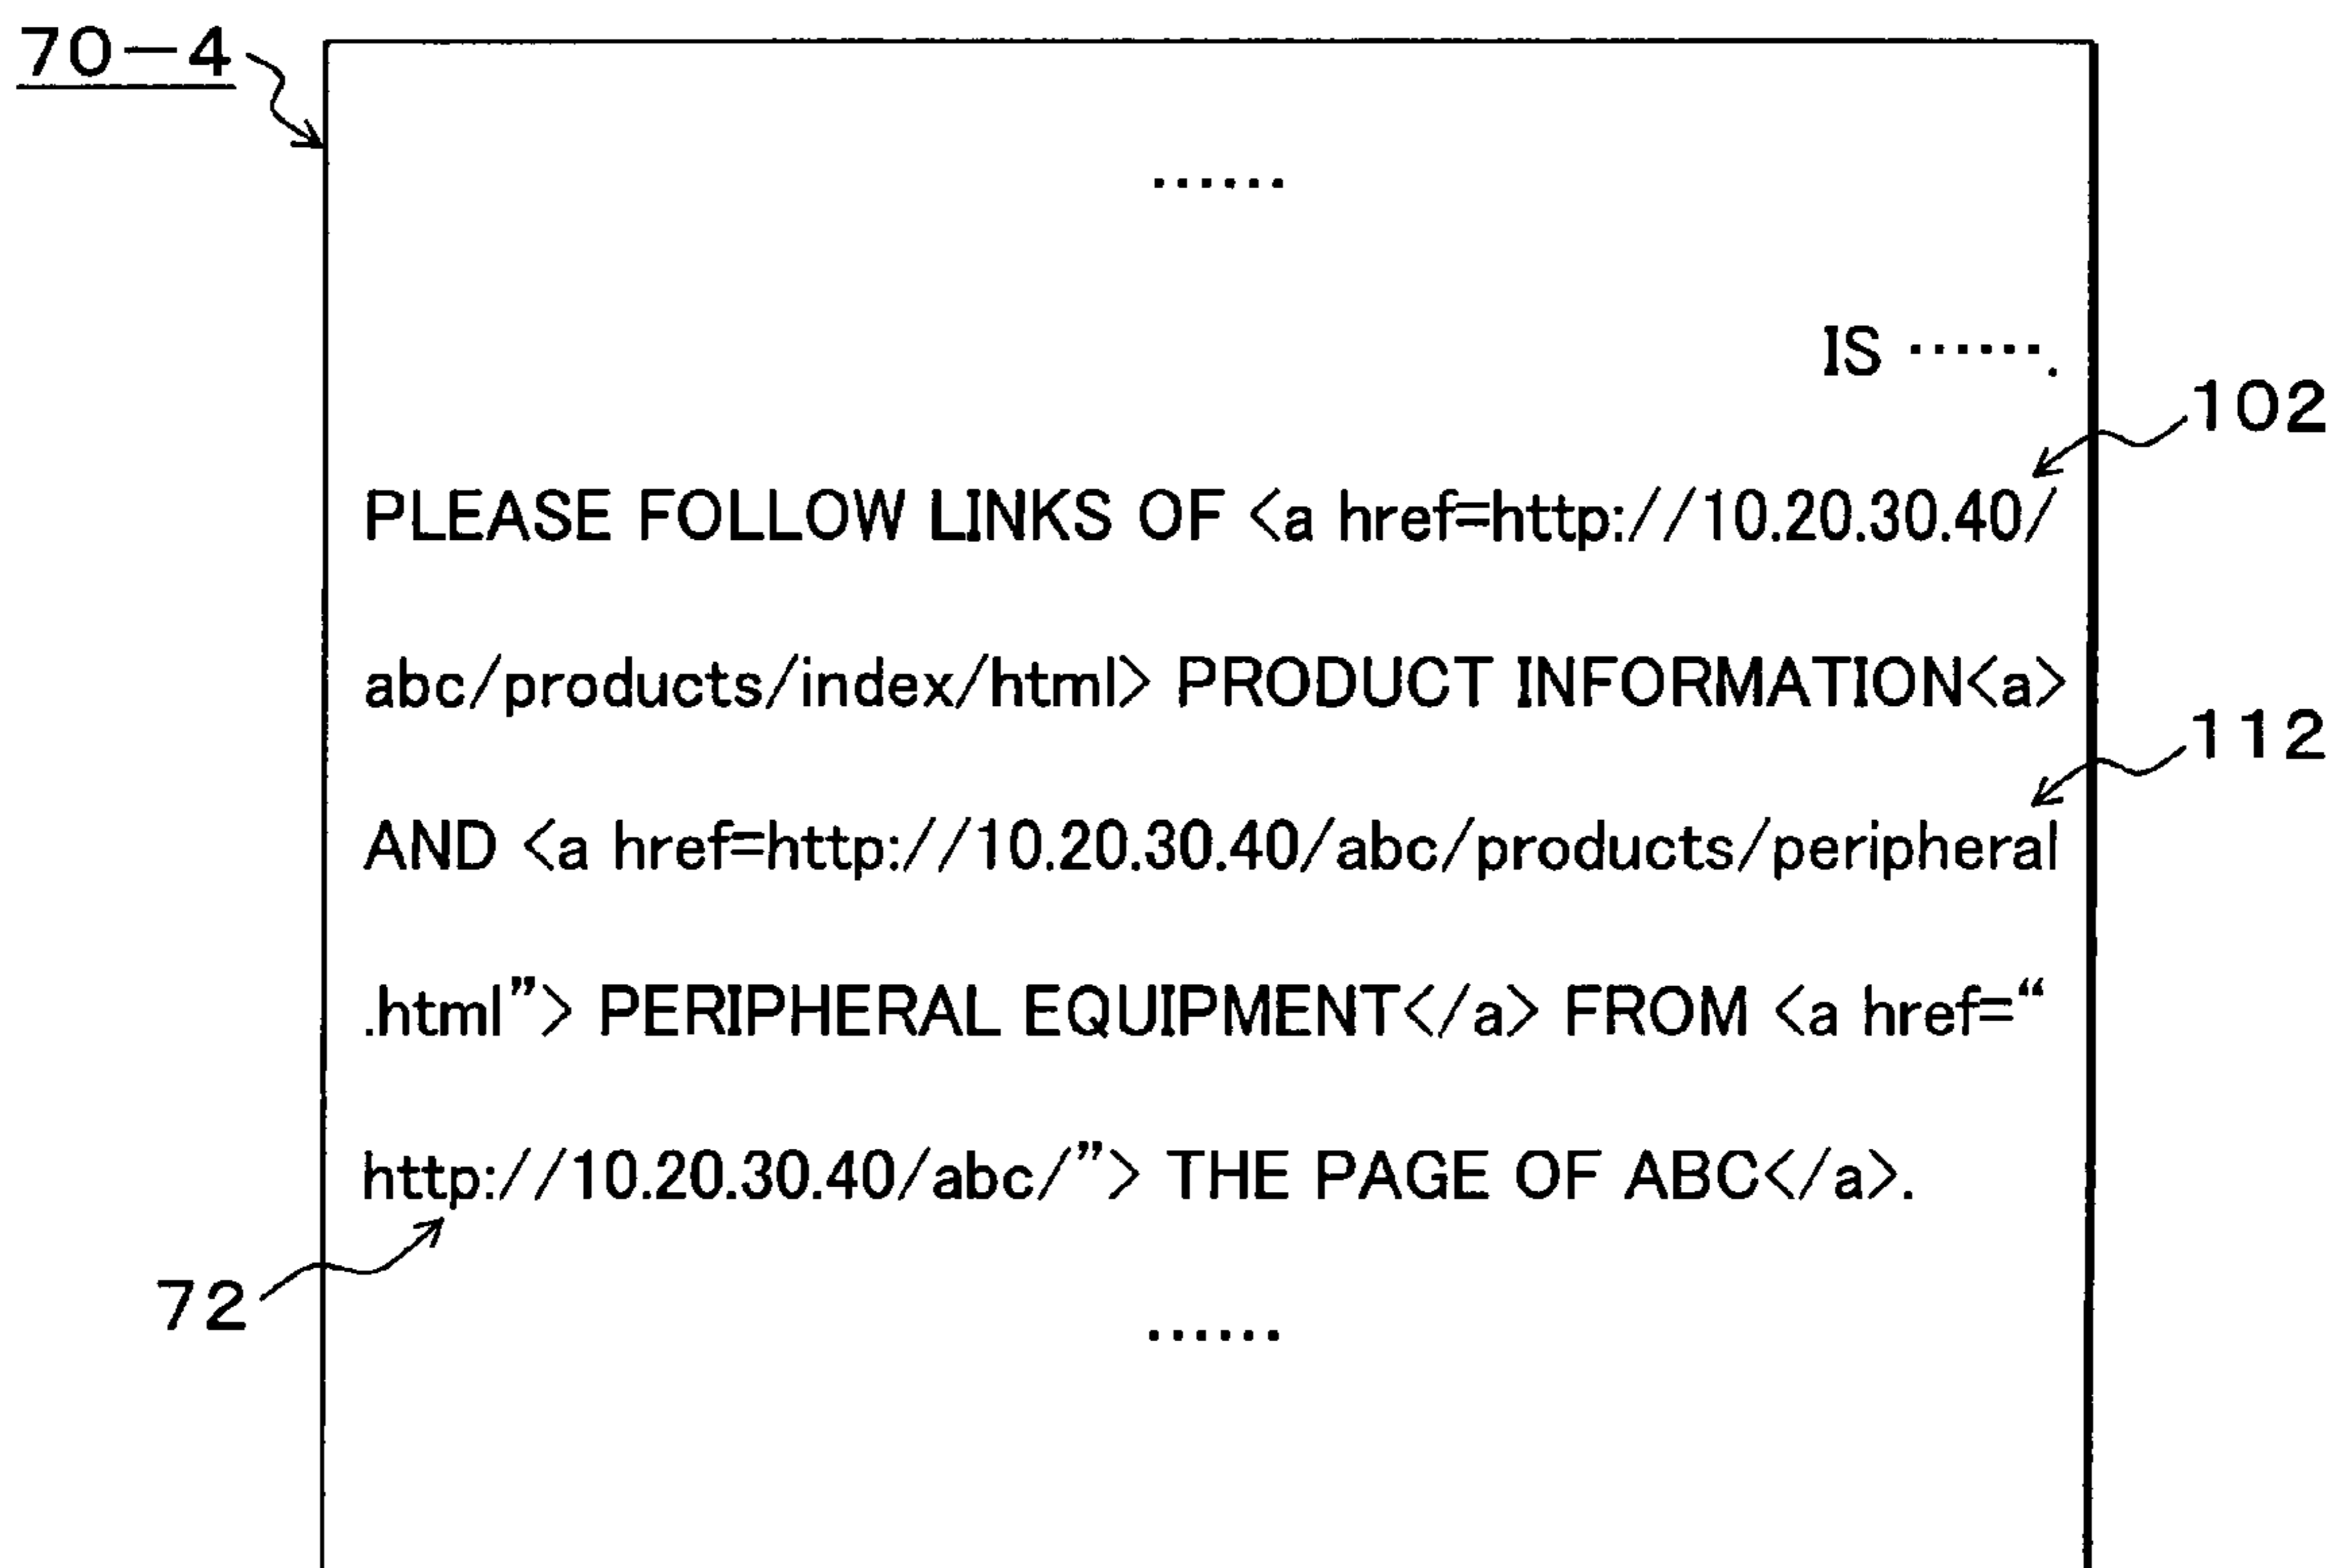 70-4
······
IS ······.
102
PLEASE FOLLOW LINKS OF <a href=http://10.20.30.40/
abc/products/index/html> PRODUCT INFORMATION<a>
112
AND <a href=http://10.20.30.40/abc/products/peripheral
.html”> PERIPHERAL EQUIPMENT</a> FROM <a href=“
http://10.20.30.40/abc/”> THE PAGE OF ABC</a>.
72
······